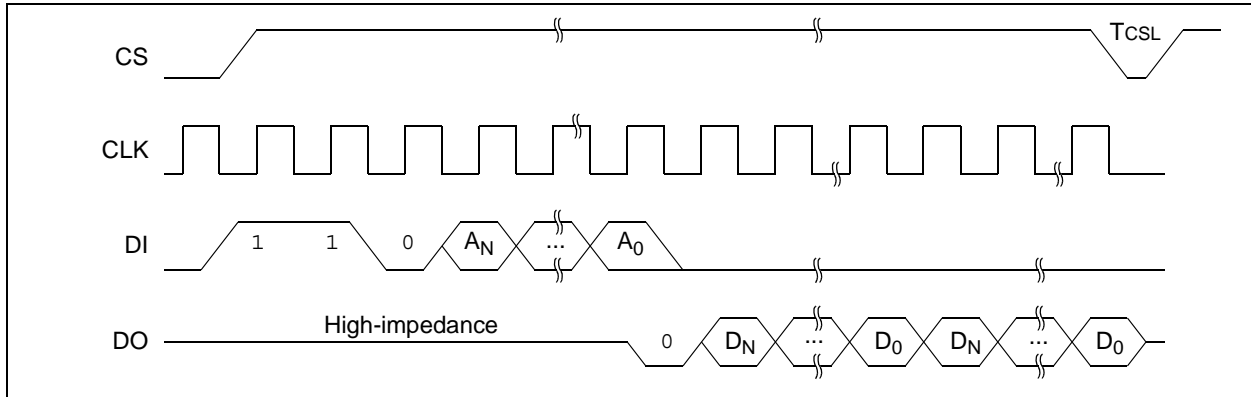 CS TCSL
CLK
DI 1 1 0 AN ... A0
High-impedance
DO 0 DN ... D0 DN ... D0